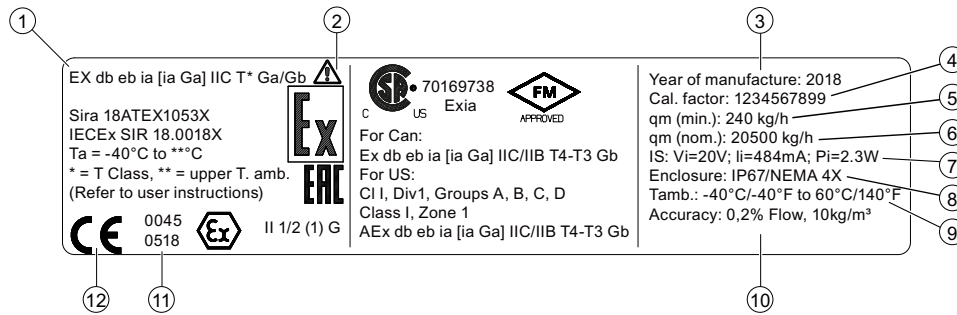 1
2
3
4
5
6
7
8
9
10
11
12
EX db eb ia [ia Ga] IIC T* Ga/Gb
Sira 18ATEX1053X
IECEx SIR 18.0018X
Ta = -40°C to **°C
* = T Class, ** = upper T. amb.
(Refer to user instructions)
Ex
EAC
CE
0045
0518
Ex
II 1/2 (1) G
CSA
C US
70169738
Exia
FM
APPROVED
For Can:
Ex db eb ia [ia Ga] IIC/IIB T4-T3 Gb
For US:
CI I, Div1, Groups A, B, C, D
Class I, Zone 1
AEx db eb ia [ia Ga] IIC/IIB T4-T3 Gb
Year of manufacture: 2018
Cal. factor: 1234567899
qm (min.): 240 kg/h
qm (nom.): 20500 kg/h
IS: Vi=20V; Ii=484mA; Pi=2.3W
Enclosure: IP67/NEMA 4X
Tamb.: -40°C/-40°F to 60°C/140°F
Accuracy: 0,2% Flow, 10kg/m³